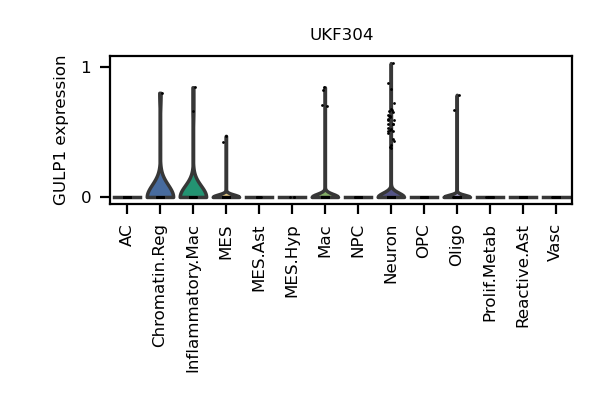 UKF304
GULP1 expression
1
0
AC
Chromatin.Reg
Inflammatory.Mac
MES
MES.Ast
MES.Hyp
Mac
NPC
Neuron
OPC
Oligo
Prolif.Metab
Reactive.Ast
Vasc